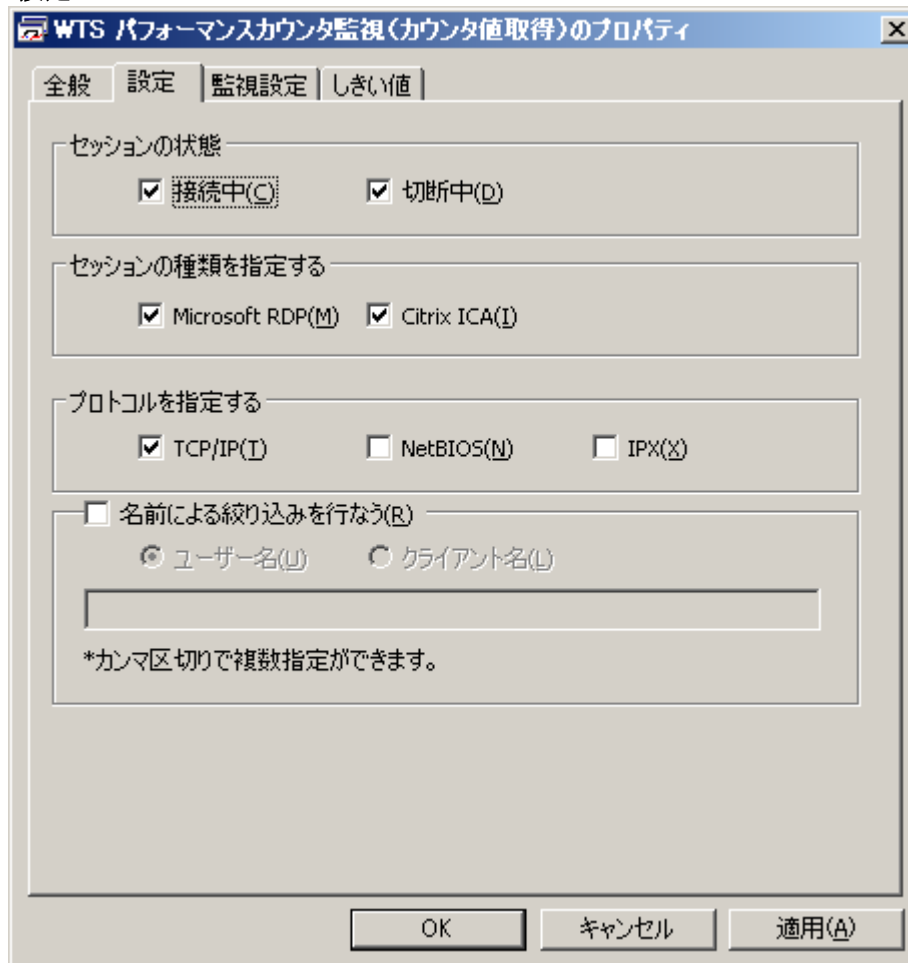 WTS パフォーマンスカウンタ監視(カウンタ値取得)のプロパティ
全般 設定 監視設定 しきい値
セッションの状態
接続中(C) 切断中(D)
セッションの種類を指定する
Microsoft RDP(M) Citrix ICA(I)
プロトコルを指定する
TCP/IP(T) NetBIOS(N) IPX(X)
名前による絞り込みを行なう(R)
ユーザー名(U) クライアント名(L)
*カンマ区切りで複数指定ができます。
OK キャンセル 適用(A)